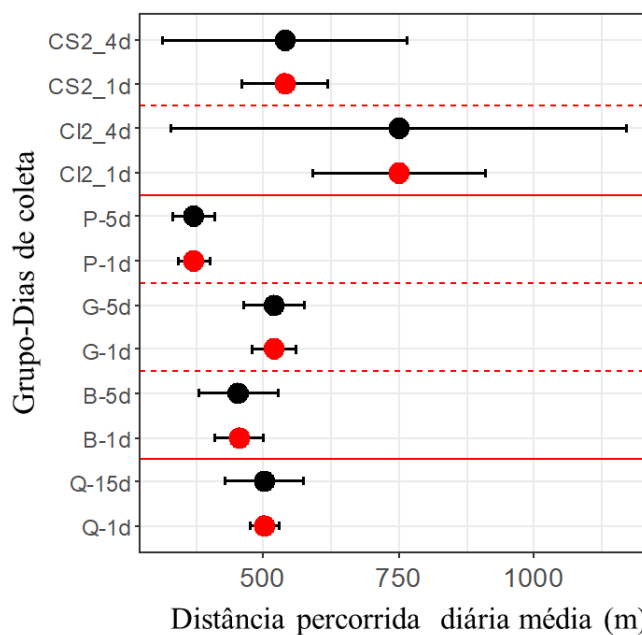 CS2_4d
CS2_1d
CI2_4d
CI2_1d
P-5d
P-1d
G-5d
G-1d
B-5d
B-1d
Q-15d
Q-1d
Grupo-Dias de coleta
500 750 1000
Distância percorrida diária média (m)